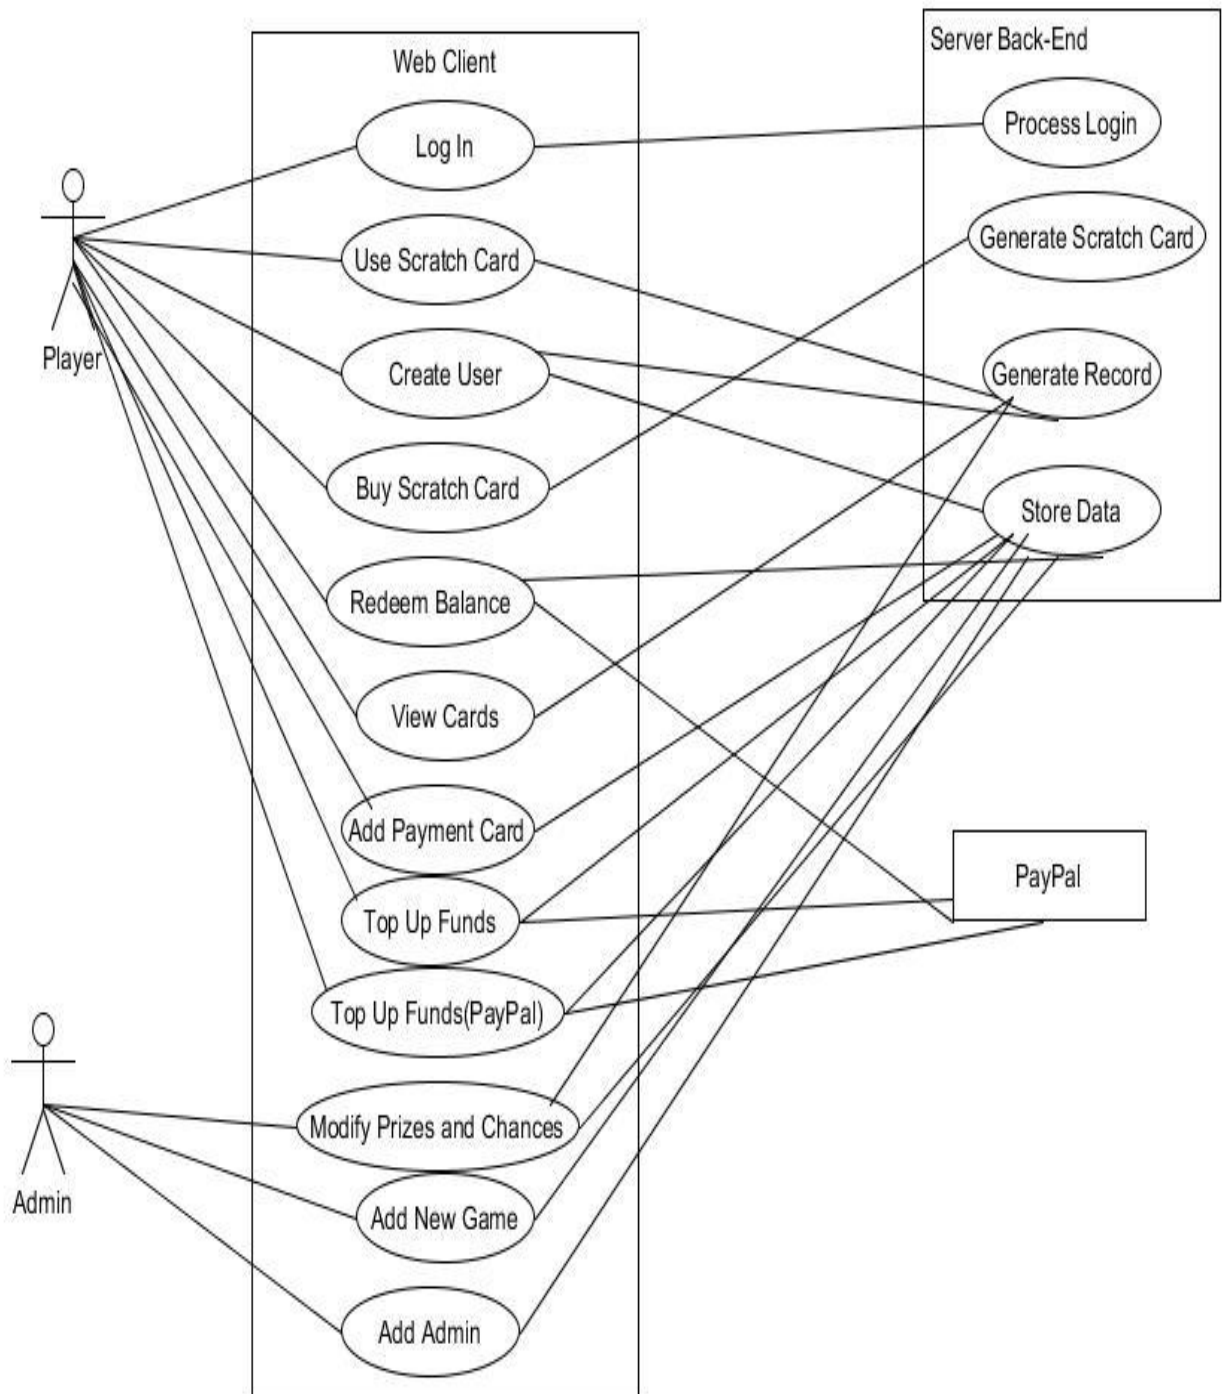 Web Client
Log In
Use Scratch Card
Create User
Buy Scratch Card
Redeem Balance
View Cards
Add Payment Card
Top Up Funds
Top Up Funds(PayPal)
Modify Prizes and Chances
Add New Game
Add Admin
Player
Admin
Server Back-End
Process Login
Generate Scratch Card
Generate Record
Store Data
PayPal